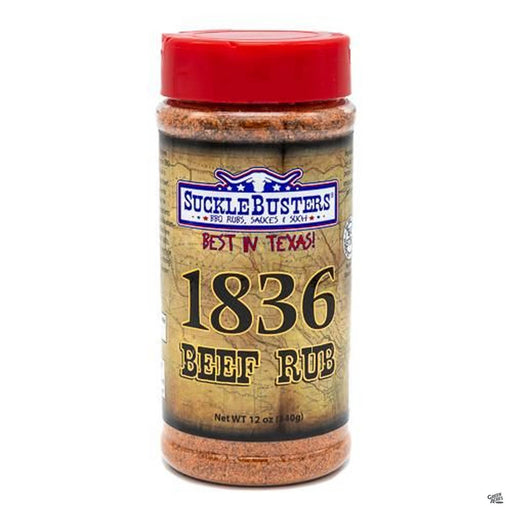 SUCKLEBUSTERS®
BBQ RUBS, SAUCES & SUCH
BEST IN TEXAS!
1836
BEEF RUB
Net WT 12 oz (340g)